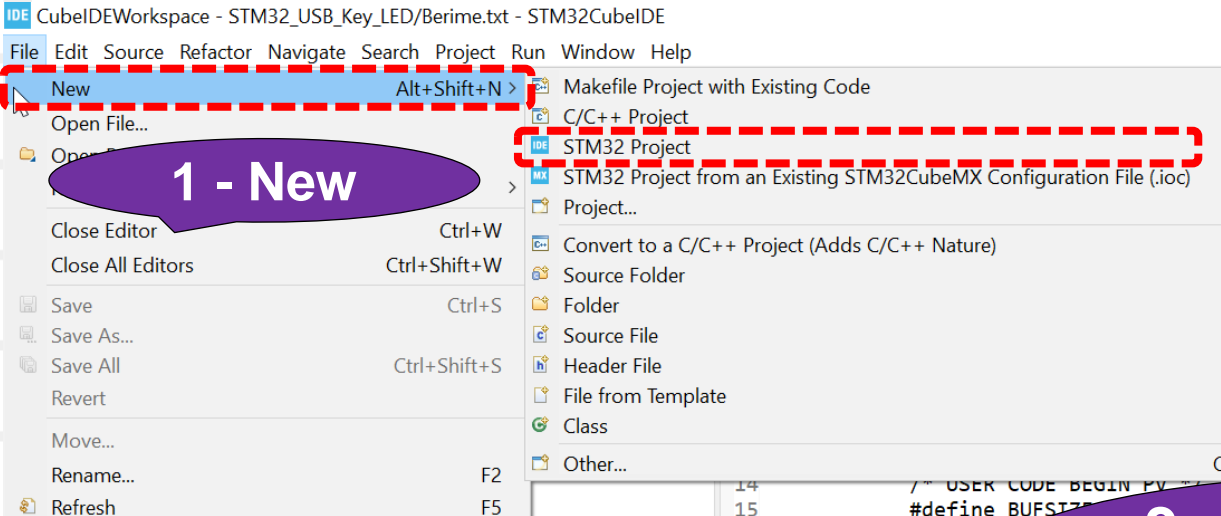 IDE CubeIDEWorkspace - STM32_USB_Key_LED/Berime.txt - STM32CubeIDE
File Edit Source Refactor Navigate Search Project Run Window Help
New Alt+Shift+N >
Open File...
1 - New
Close Editor Ctrl+W
Close All Editors Ctrl+Shift+W
Save Ctrl+S
Save As...
Save All Ctrl+Shift+S
Revert
Move...
Rename... F2
Refresh F5
Makefile Project with Existing Code
C/C++ Project
IDE STM32 Project
MX STM32 Project from an Existing STM32CubeMX Configuration File (.ioc)
Project...
Convert to a C/C++ Project (Adds C/C++ Nature)
Source Folder
Folder
Source File
Header File
File from Template
Class
Other...
14 /* USER CODE BEGIN PV */
15 #define